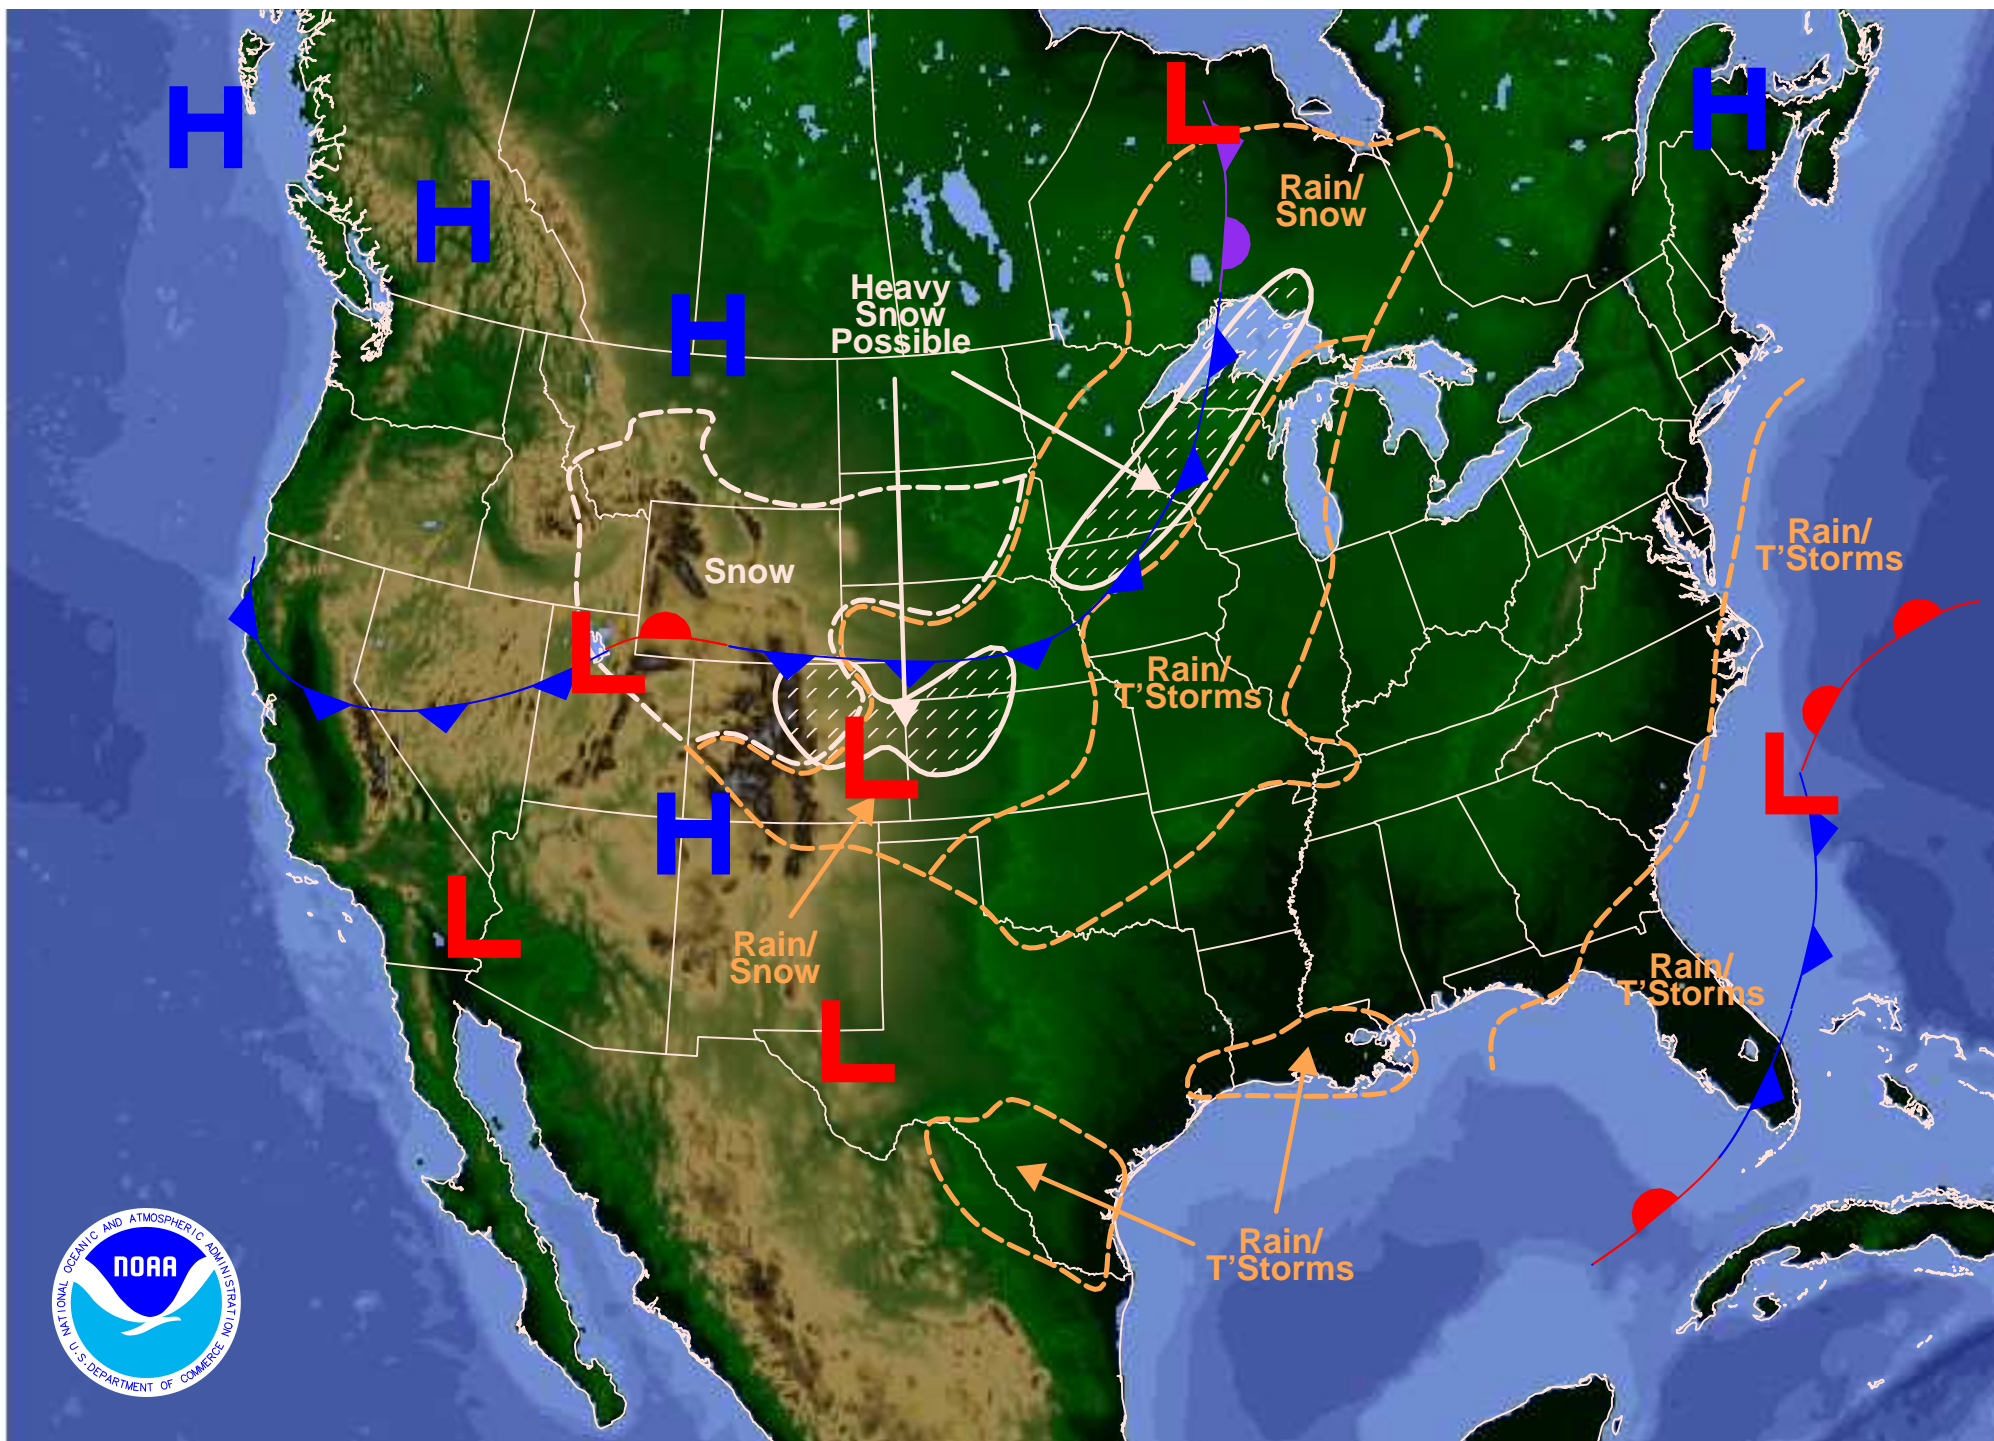 H
H
H
H
H
L
L
L
L
L
L
Rain/
Snow
Heavy
Snow
Possible
Snow
Rain/
T’Storms
Rain/
T’Storms
Rain/
Snow
Rain/
T’Storms
Rain/
T’Storms
NATIONAL OCEANIC AND ATMOSPHERIC ADMINISTRATION
NOAA
U.S. DEPARTMENT OF COMMERCE